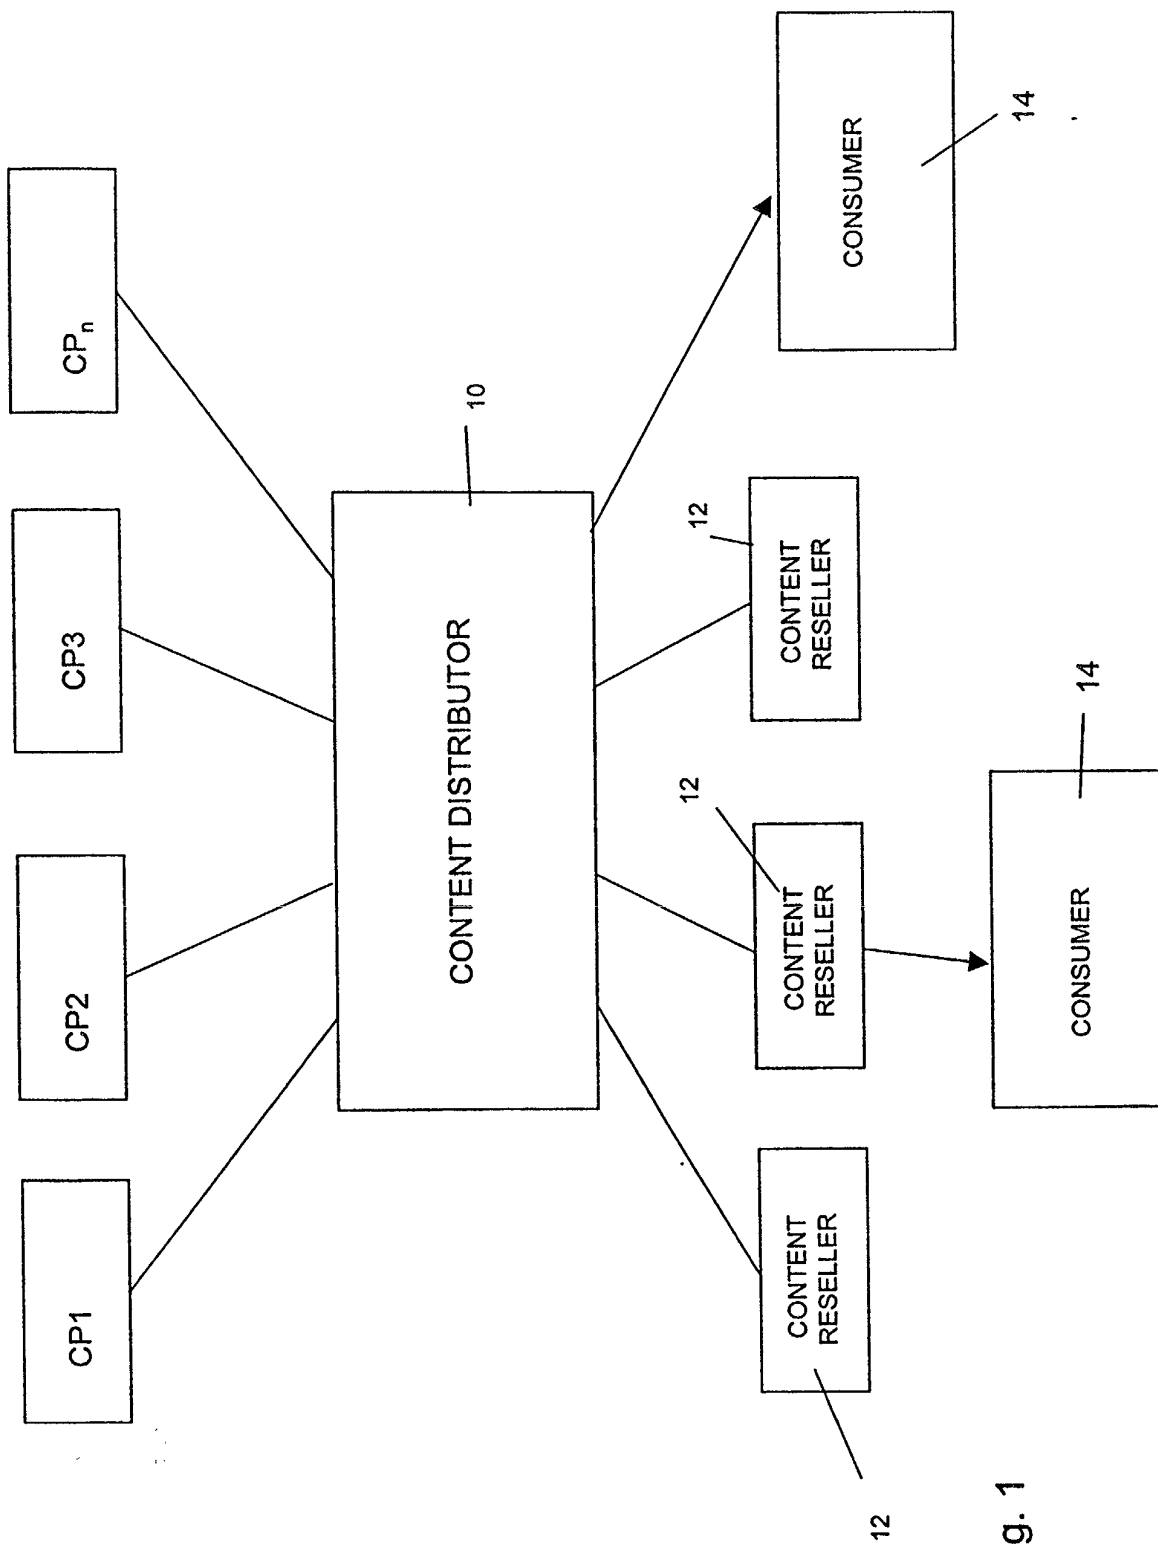 CP1
CP2
CP3
CPn
CONTENT DISTRIBUTOR
10
12
CONTENT
RESELLER
12
CONTENT
RESELLER
12
CONTENT
RESELLER
CONSUMER
14
CONSUMER
14
g. 1